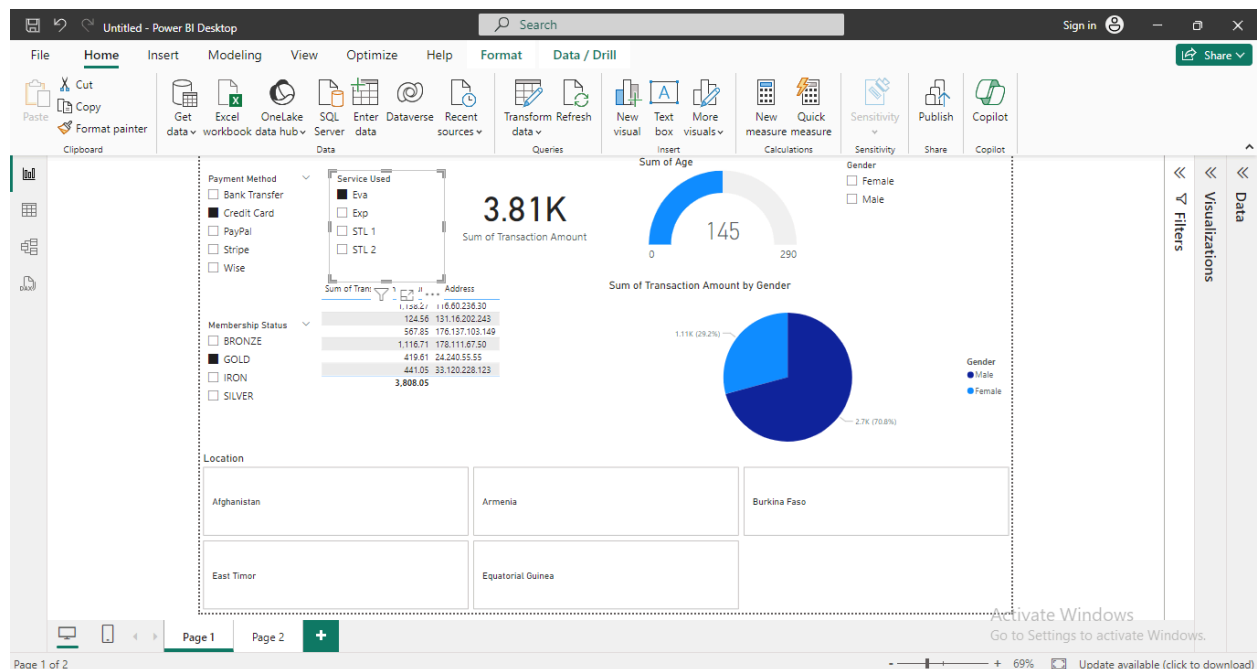 Untitled - Power BI Desktop
Search
Sign in
File Home Insert Modeling View Optimize Help Format Data / Drill
Share
Paste
Cut
Copy
Format painter
Get data
Excel workbook
OneLake data hub
SQL Server
Enter data
Dataverse
Recent sources
Transform data
Refresh
New visual
Text box
More visuals
New measure
Quick measure
Sensitivity
Publish
Copilot
Clipboard Data Queries Insert Calculations Sensitivity Share Copilot
Payment Method
Bank Transfer
Credit Card
PayPal
Stripe
Wise
Service Used
Eva
Exp
STL 1
STL 2
3.81K
Sum of Transaction Amount
Sum of Age
145
0 290
Gender
Female
Male
Filters
Visualizations
Data
Membership Status
BRONZE
GOLD
IRON
SILVER
Sum of Address
1,138.27 116.60.236.30
124.56 131.16.202.243
567.85 176.137.103.149
1,116.71 178.111.67.50
419.61 24.240.55.55
441.05 33.120.228.123
3,808.05
Sum of Transaction Amount by Gender
1.11K (29.2%)
2.7K (70.8%)
Gender
Male
Female
Location
Afghanistan
Armenia
Burkina Faso
East Timor
Equatorial Guinea
Activate Windows
Go to Settings to activate Windows.
Page 1 Page 2 +
Page 1 of 2
- + 69% Update available (click to download)